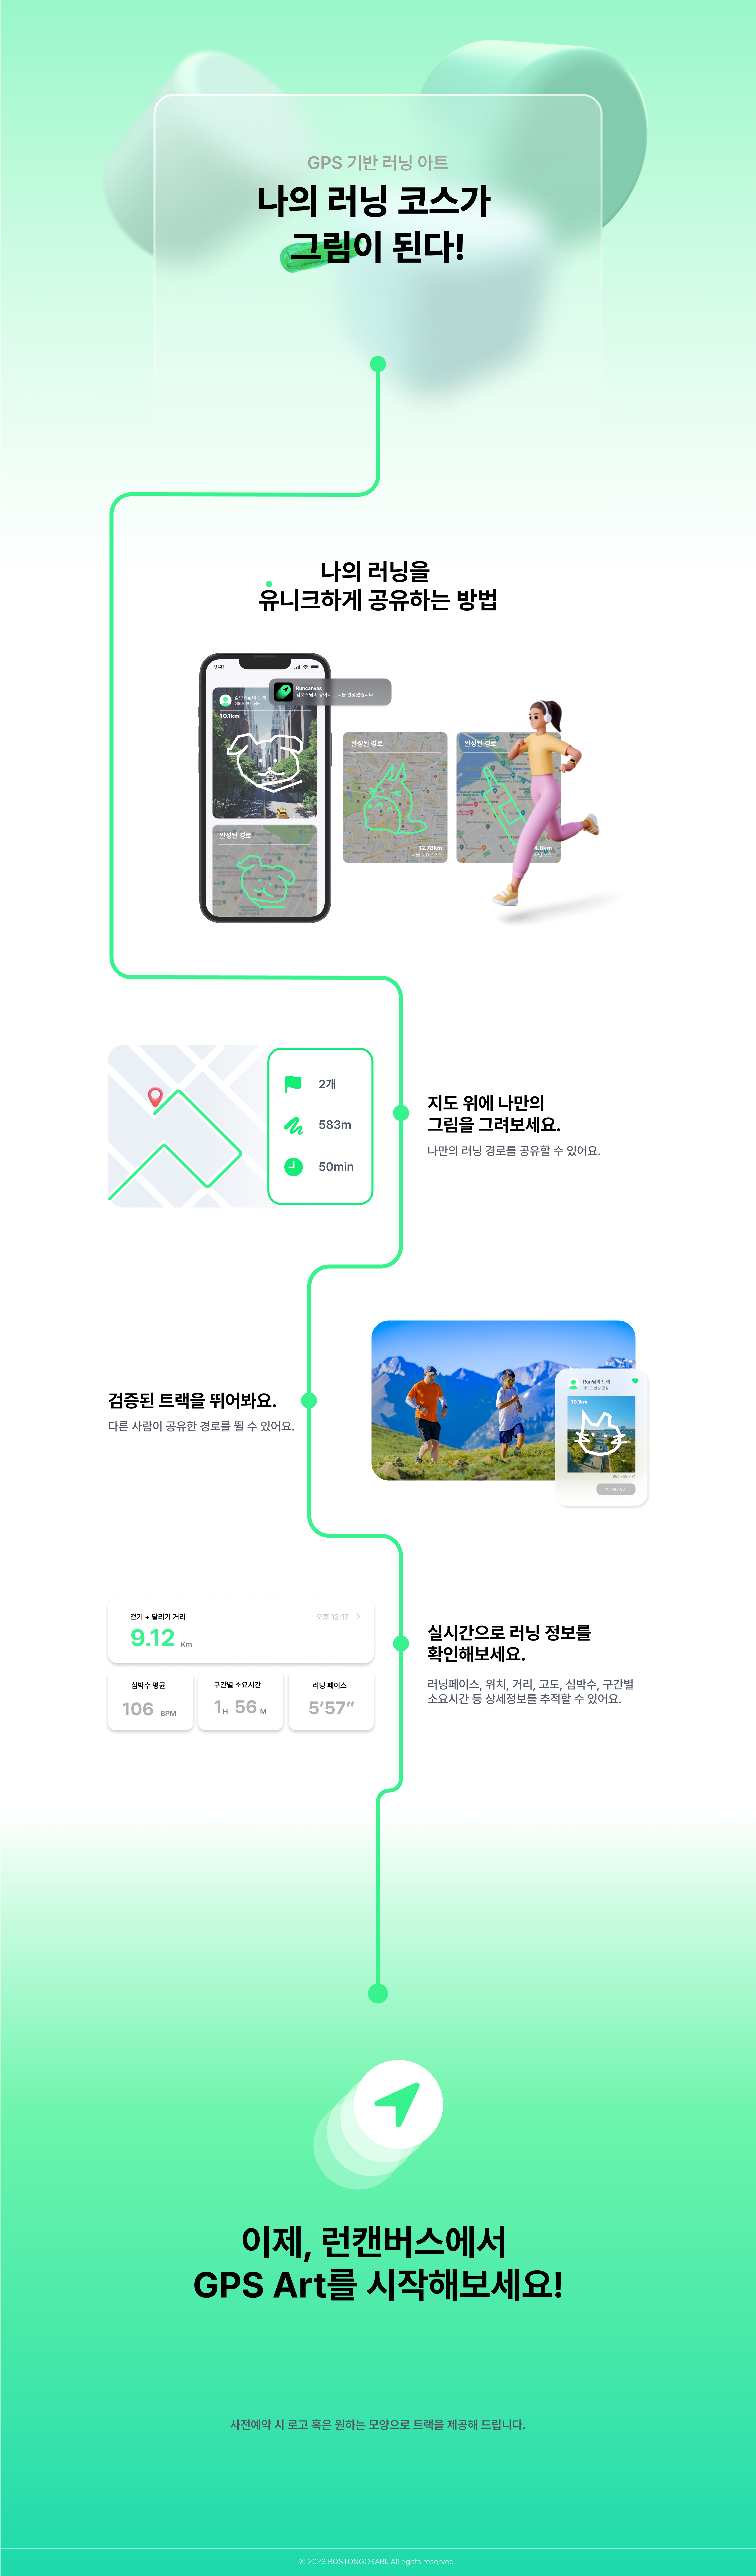 GPS 기반 러닝 아트
나의 러닝 코스가
그림이 된다!
나의 러닝을
유니크하게 공유하는 방법
9:41
Runcanvas
10.1km
완성된 경로
완성된 경로
12.78km
완성된 경로
4.8km
2개
583m
50min
지도 위에 나만의
그림을 그려보세요.
나만의 러닝 경로를 공유할 수 있어요.
검증된 트랙을 뛰어봐요.
다른 사람이 공유한 경로를 뛸 수 있어요.
Run님의 트랙
10.1km
걷기 + 달리기 거리
오후 12:17
9.12 Km
심박수 평균
106 BPM
구간별 소요시간
1H 56 M
러닝 페이스
5’57”
실시간으로 러닝 정보를
확인해보세요.
러닝페이스, 위치, 거리, 고도, 심박수, 구간별
소요시간 등 상세정보를 추적할 수 있어요.
이제, 런캔버스에서
GPS Art를 시작해보세요!
사전예약 시 로고 혹은 원하는 모양으로 트랙을 제공해 드립니다.
© 2023 BOSTONGOSARI. All rights reserved.